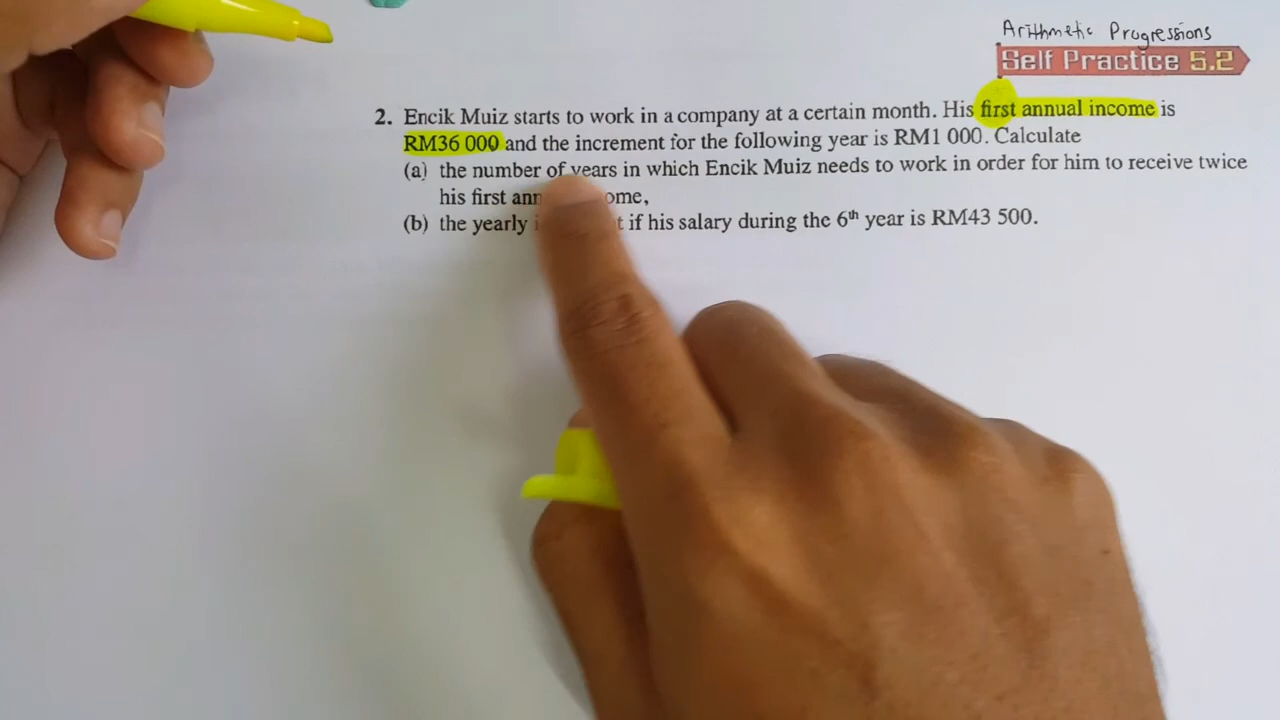 Arithmetic Progressions
Self Practice 5.2
2. Encik Muiz starts to work in a company at a certain month. His first annual income is
RM36 000 and the increment for the following year is RM1 000. Calculate
(a) the number of years in which Encik Muiz needs to work in order for him to receive twice
his first
(b) the yearly if his salary during the 6th year is RM43 500.